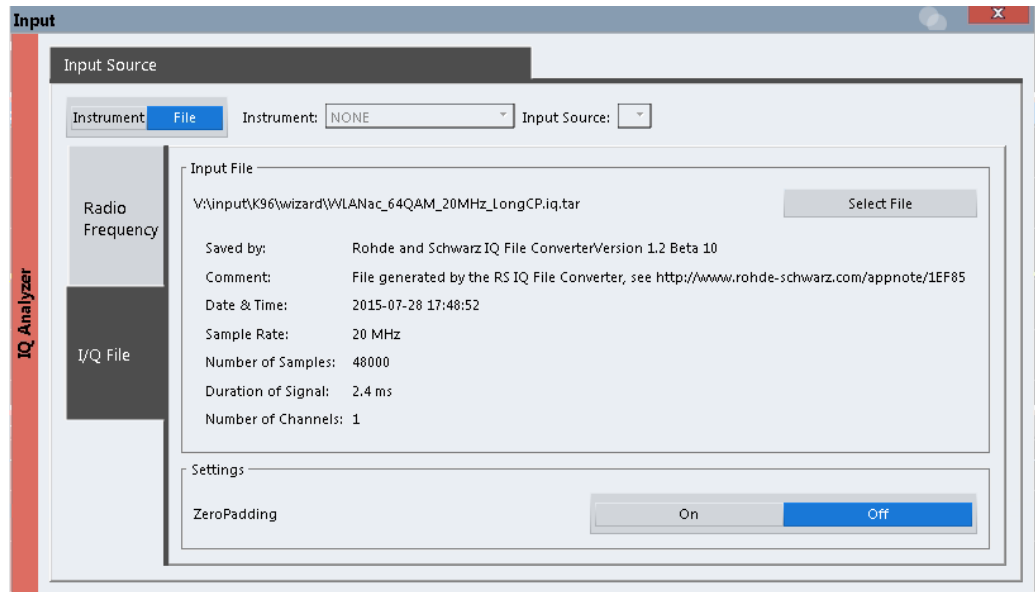 Input
X
Input Source
Instrument File Instrument: NONE Input Source:
Input File
Radio
Frequency
V:\input\K96\wizard\WLANac_64QAM_20MHz_LongCP.iq.tar Select File
Saved by: Rohde and Schwarz IQ File ConverterVersion 1.2 Beta 10
Comment: File generated by the RS IQ File Converter, see http://www.rohde-schwarz.com/appnote/1EF85
Date & Time: 2015-07-28 17:48:52
Sample Rate: 20 MHz
Number of Samples: 48000
Duration of Signal: 2.4 ms
Number of Channels: 1
IQ Analyzer
I/Q File
Settings
ZeroPadding On Off